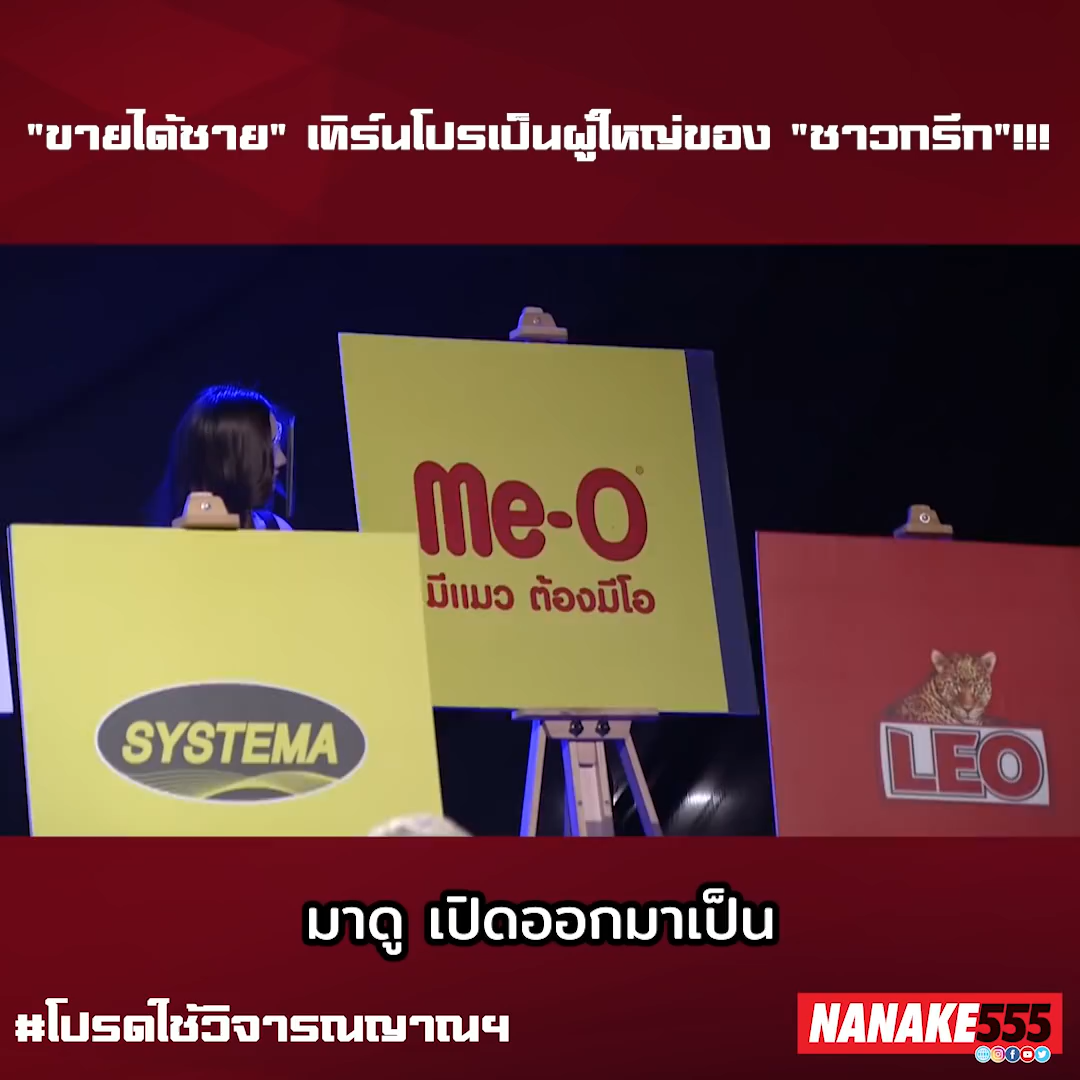 "ขายได้ชาย" เทิร์นโปรเป็นผู้ใหญ่ของ "ชาวกรีก"!!!
Me-O
มีแมว ต้องมีโอ
SYSTEMA
LEO
มาดู เปิดออกมาเป็น
#โปรดใช้วิจารณญาณฯ
NANAKE555